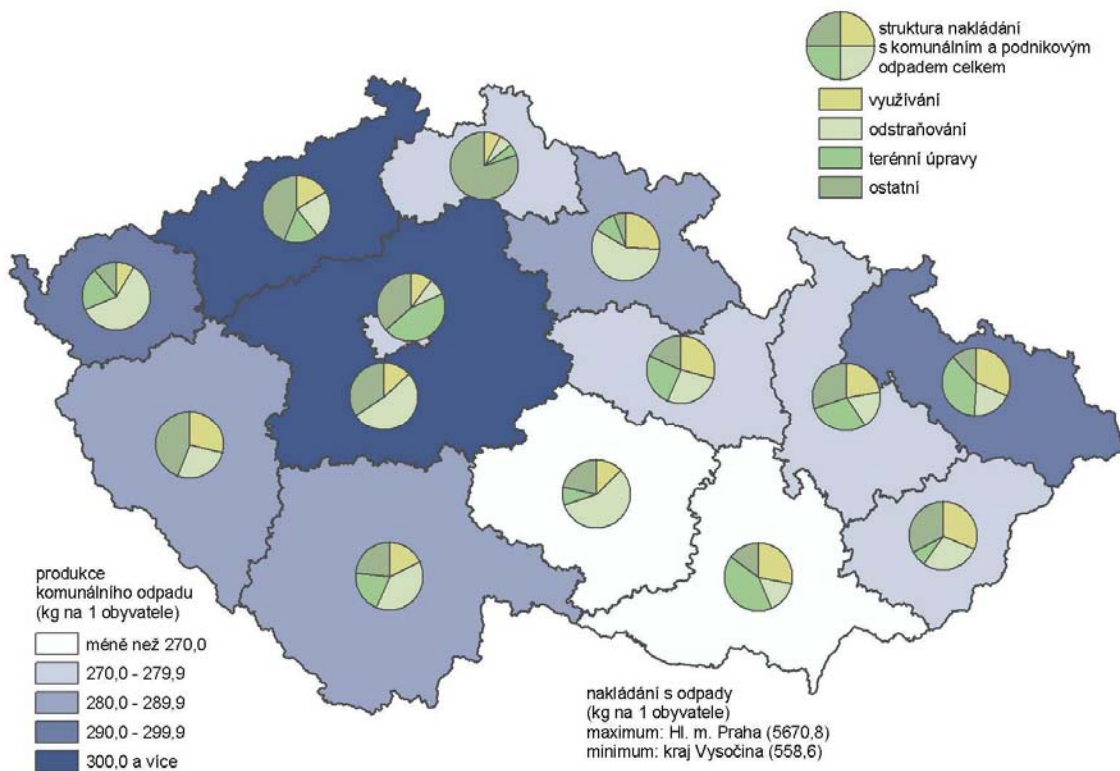 struktura nakládání
s komunálním a podnikovým
odpadem celkem
využívání
odstraňování
terénní úpravy
ostatní
produkce
komunálního odpadu
(kg na 1 obyvatele)
méně než 270,0
270,0 - 279,9
280,0 - 289,9
290,0 - 299,9
300,0 a více
nakládání s odpady
(kg na 1 obyvatele)
maximum: Hl. m. Praha (5670,8)
minimum: kraj Vysočina (558,6)